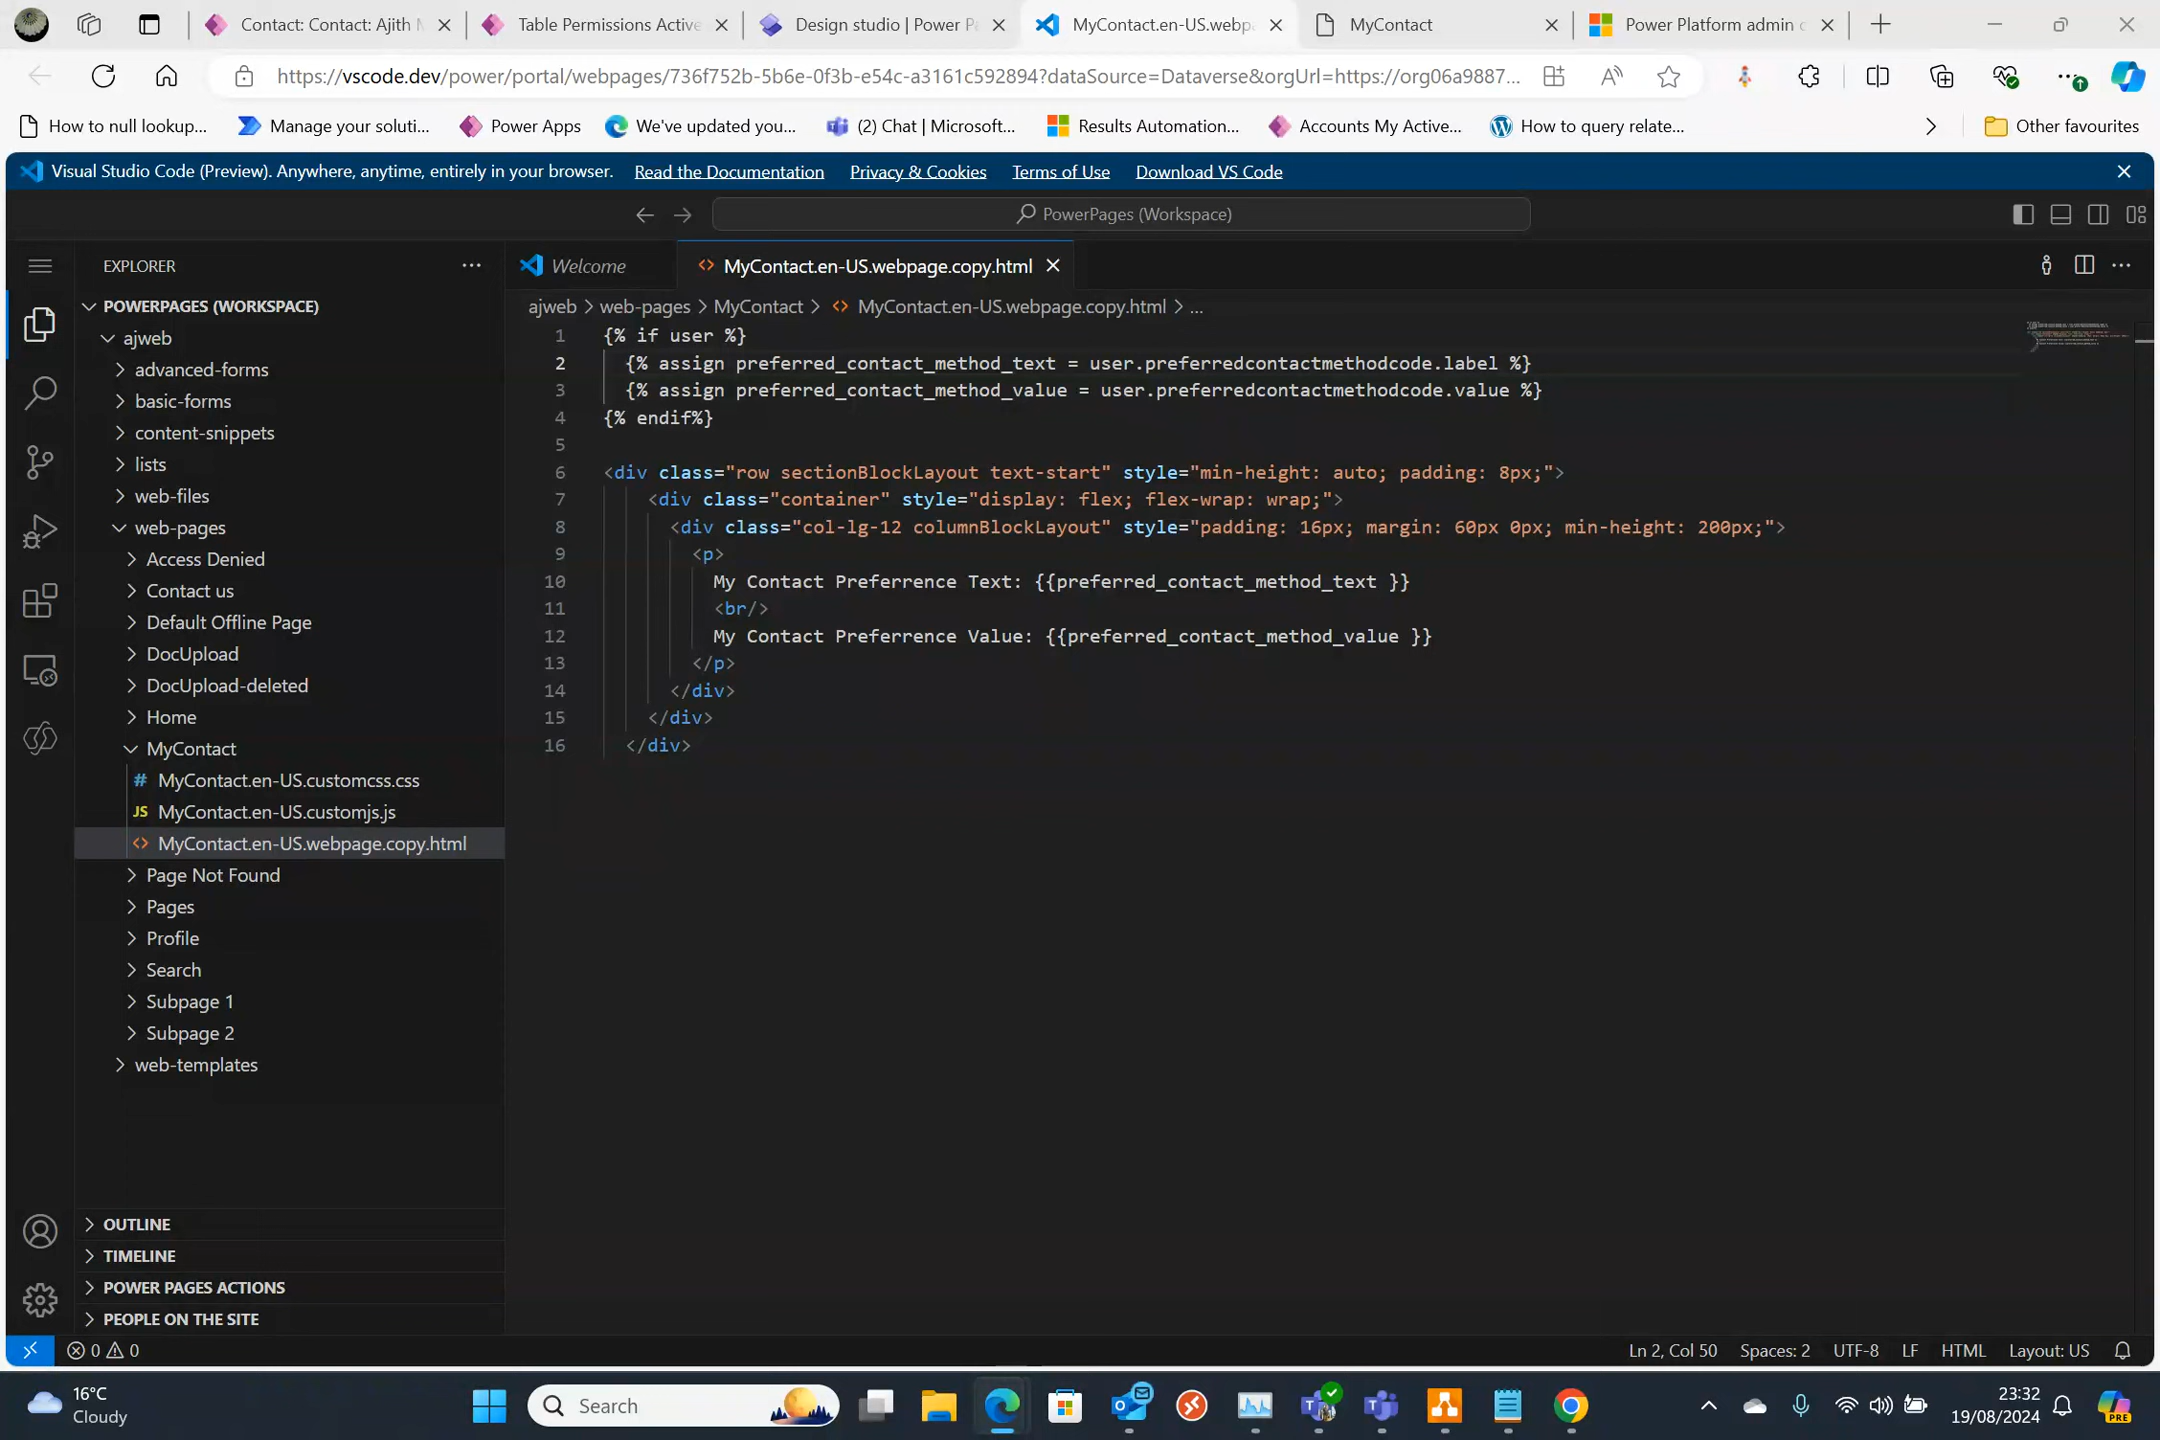 Contact: Contact: Ajith M
Table Permissions Active
Design studio | Power Pa
MyContact.en-US.webpa
MyContact
Power Platform admin c
https://vscode.dev/power/portal/webpages/736f752b-5b6e-0f3b-e54c-a3161c592894?dataSource=Dataverse&orgUrl=https://org06a9887...
How to null lookup...
Manage your soluti...
Power Apps
We've updated you...
(2) Chat | Microsoft...
Results Automation...
Accounts My Active...
How to query relate...
Other favourites
Visual Studio Code (Preview). Anywhere, anytime, entirely in your browser. Read the Documentation Privacy & Cookies Terms of Use Download VS Code
PowerPages (Workspace)
EXPLORER
POWERPAGES (WORKSPACE)
ajweb
advanced-forms
basic-forms
content-snippets
lists
web-files
web-pages
Access Denied
Contact us
Default Offline Page
DocUpload
DocUpload-deleted
Home
MyContact
# MyContact.en-US.customcss.css
JS MyContact.en-US.customjs.js
<> MyContact.en-US.webpage.copy.html
Page Not Found
Pages
Profile
Search
Subpage 1
Subpage 2
web-templates
OUTLINE
TIMELINE
POWER PAGES ACTIONS
PEOPLE ON THE SITE
Welcome
<> MyContact.en-US.webpage.copy.html
ajweb > web-pages > MyContact > <> MyContact.en-US.webpage.copy.html > ...
1 {% if user %}
2 {% assign preferred_contact_method_text = user.preferredcontactmethodcode.label %}
3 {% assign preferred_contact_method_value = user.preferredcontactmethodcode.value %}
4 {% endif%}
5
6 <div class="row sectionBlockLayout text-start" style="min-height: auto; padding: 8px;">
7 <div class="container" style="display: flex; flex-wrap: wrap;">
8 <div class="col-lg-12 columnBlockLayout" style="padding: 16px; margin: 60px 0px; min-height: 200px;">
9 <p>
10 My Contact Preferrence Text: {{preferred_contact_method_text }}
11 <br/>
12 My Contact Preferrence Value: {{preferred_contact_method_value }}
13 </p>
14 </div>
15 </div>
16 </div>
0 0
Ln 2, Col 50
Spaces: 2
UTF-8
LF
HTML
Layout: US
16°C
Cloudy
Search
23:32
19/08/2024
PRE